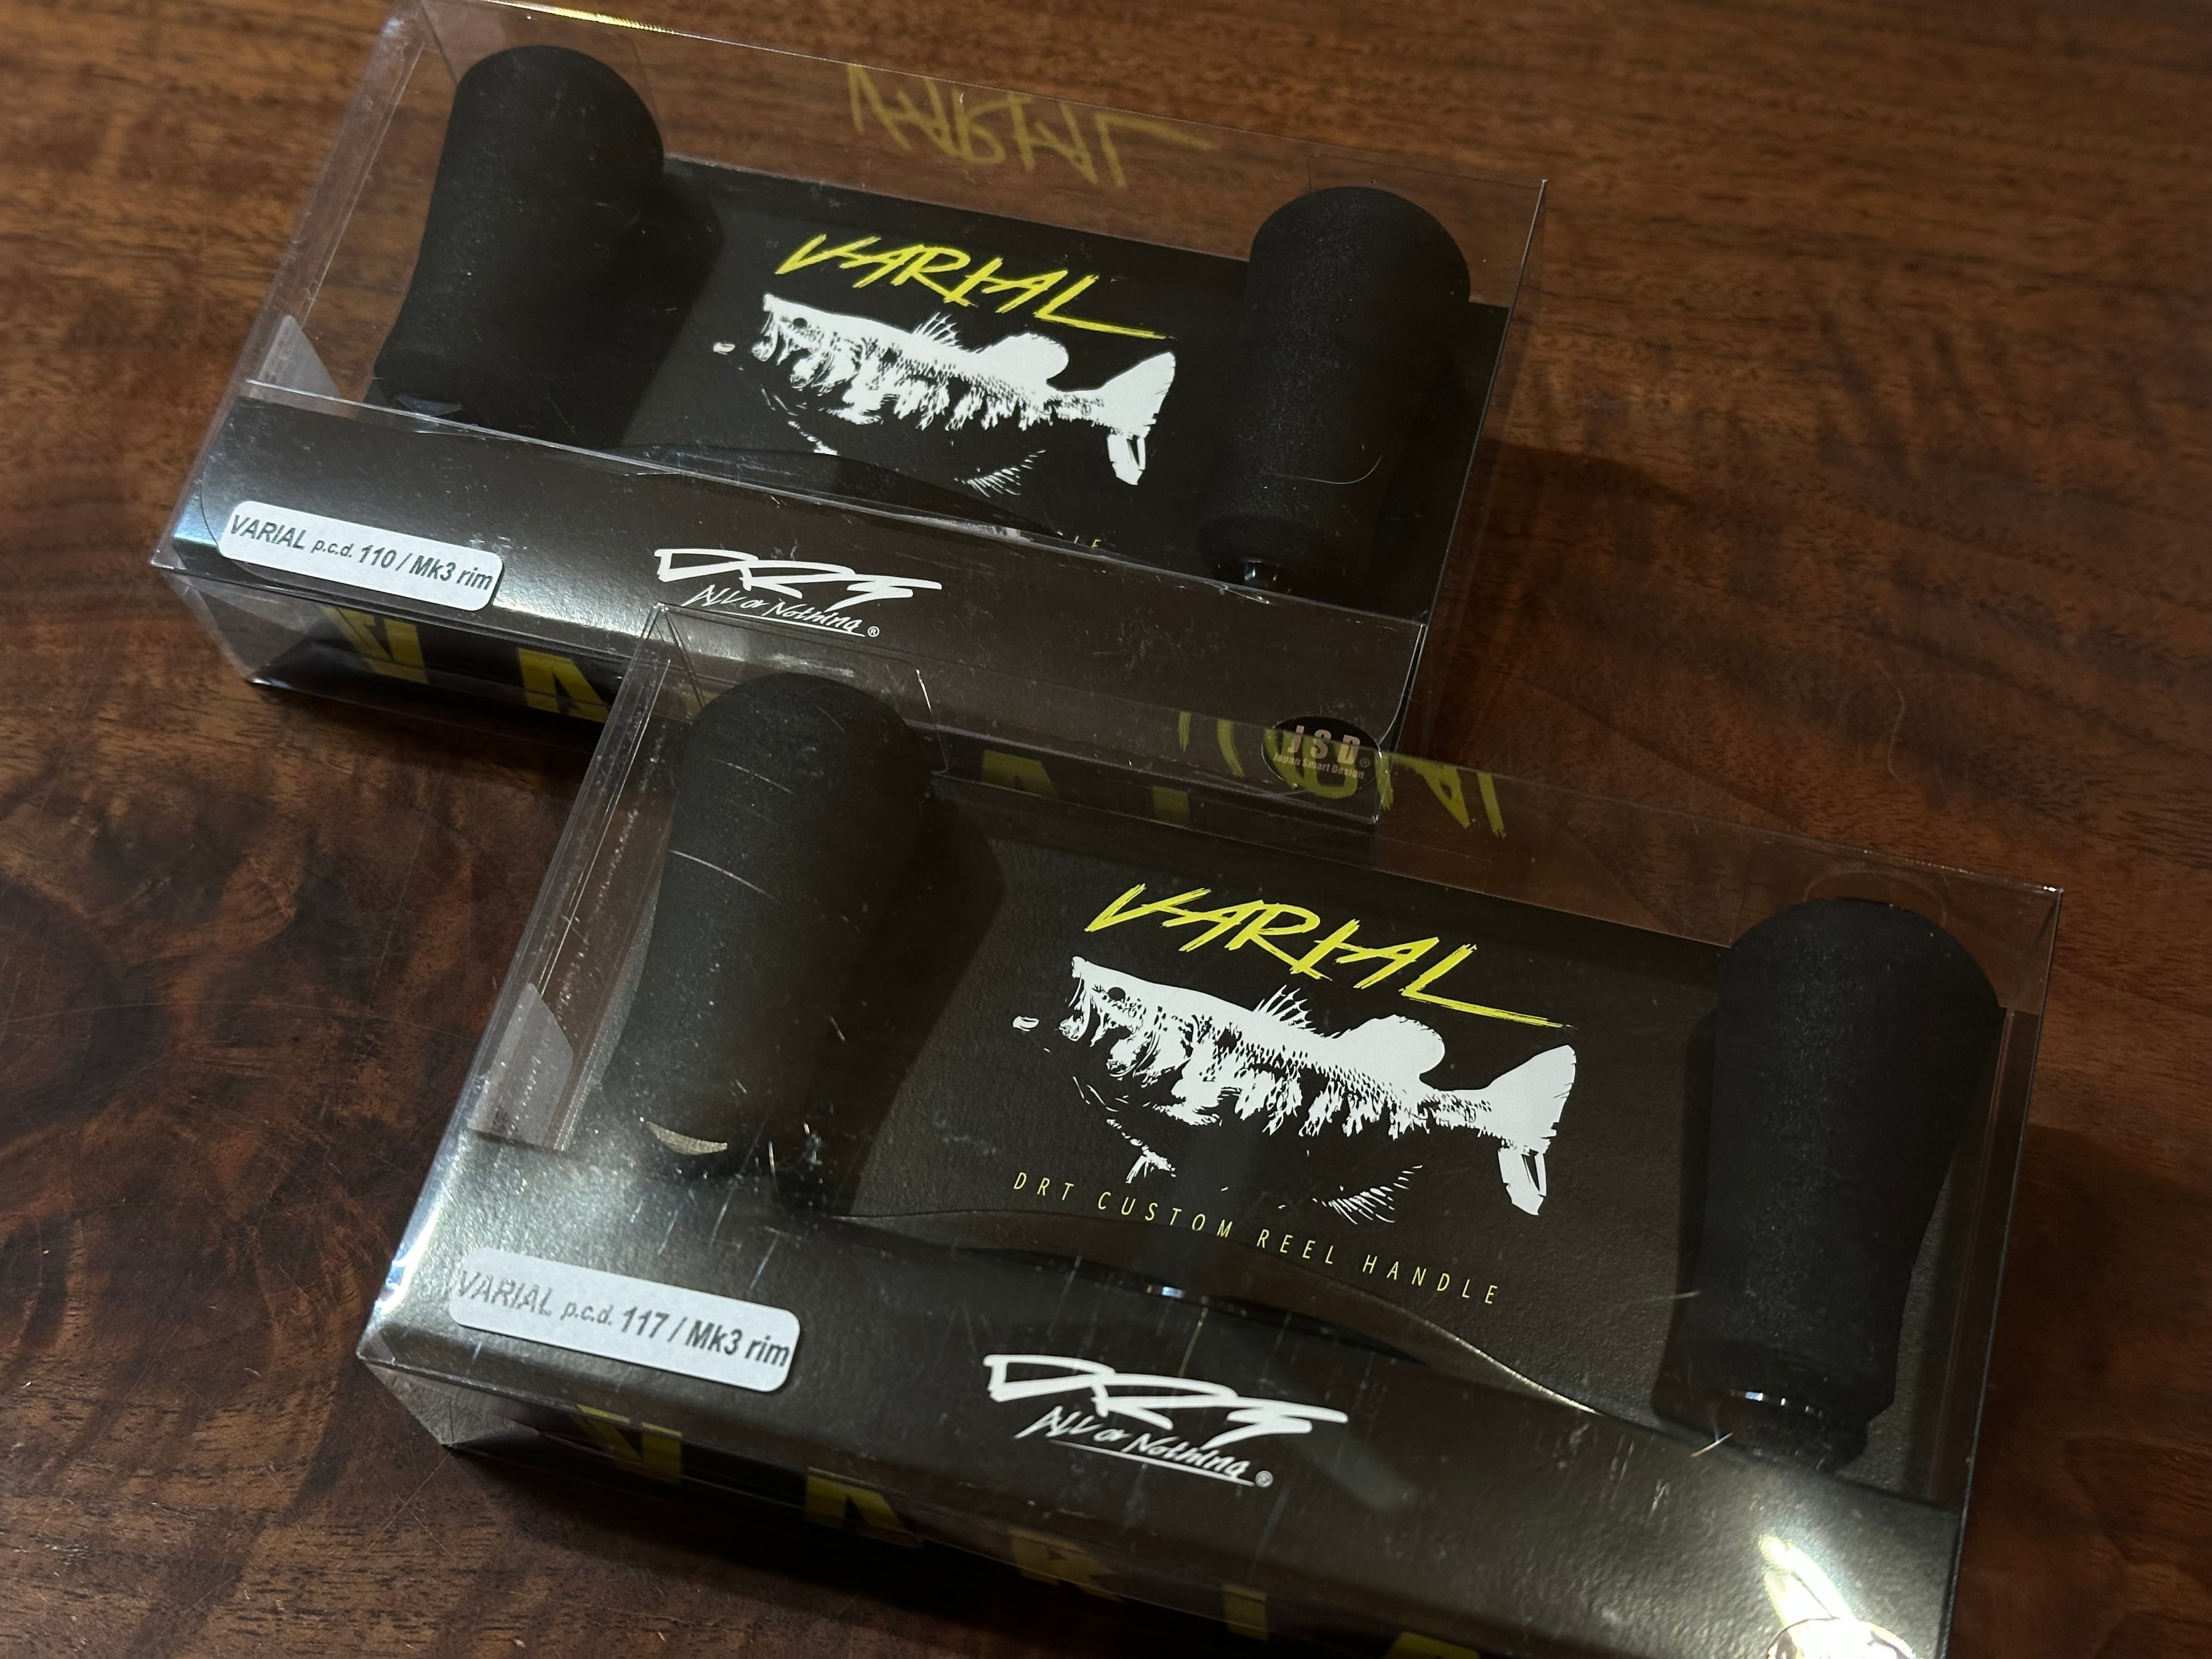 VARIAL
VARIAL
VARIAL p.c.d. 110 / Mk3 rim
DRT
ALL or Nothing®
JSD®
Japan Smart Design
VARIAL
DRT CUSTOM REEL HANDLE
VARIAL p.c.d. 117 / Mk3 rim
DRT
ALL or Nothing®